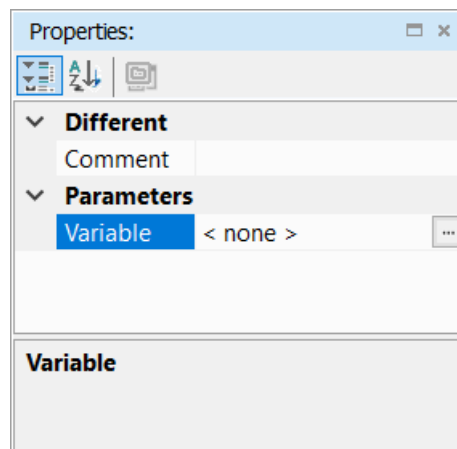 Properties:
Different
Comment
Parameters
Variable < none > ...
Variable